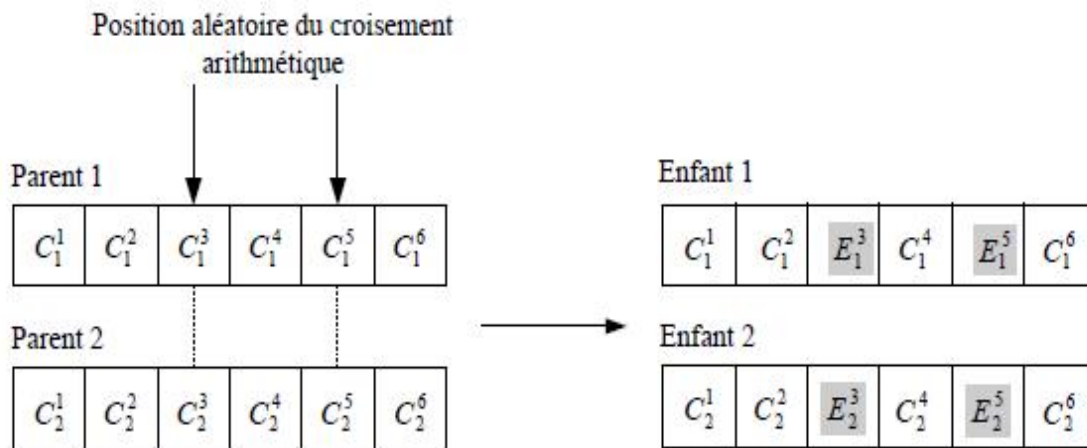 Position aléatoire du croisement
arithmétique
Parent 1
C₁¹ C₁² C₁³ C₁⁴ C₁⁵ C₁⁶
Enfant 1
C₁¹ C₁² E₁³ C₁⁴ E₁⁵ C₁⁶
Parent 2
C₂¹ C₂² C₂³ C₂⁴ C₂⁵ C₂⁶
Enfant 2
C₂¹ C₂² E₂³ C₂⁴ E₂⁵ C₂⁶